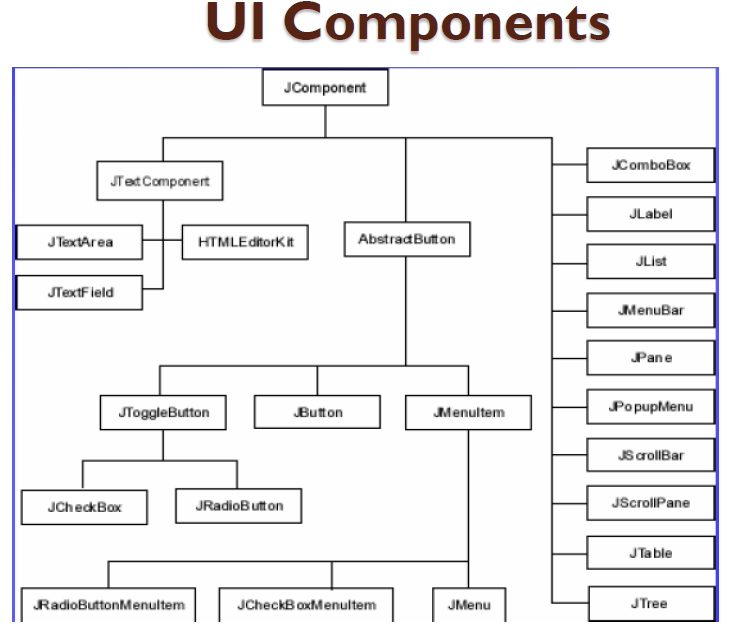 UI Components
JComponent
JTextComponent
JTextArea
HTMLEditorKit
JTextField
AbstractButton
JToggleButton
JButton
JMenuItem
JCheckBox
JRadioButton
JRadioButtonMenuItem
JCheckBoxMenuItem
JMenu
JComboBox
JLabel
JList
JMenuBar
JPane
JPopupMenu
JScrollBar
JScrollPane
JTable
JTree